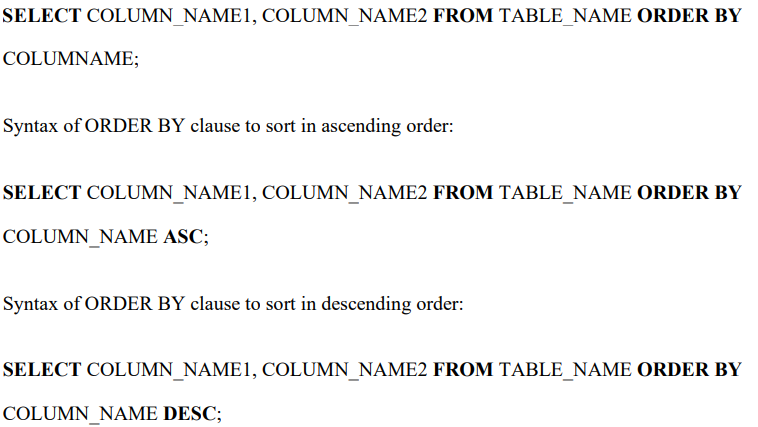 SELECT COLUMN_NAME1, COLUMN_NAME2 FROM TABLE_NAME ORDER BY
COLUMNAME;
Syntax of ORDER BY clause to sort in ascending order:
SELECT COLUMN_NAME1, COLUMN_NAME2 FROM TABLE_NAME ORDER BY
COLUMN_NAME ASC;
Syntax of ORDER BY clause to sort in descending order:
SELECT COLUMN_NAME1, COLUMN_NAME2 FROM TABLE_NAME ORDER BY
COLUMN_NAME DESC;